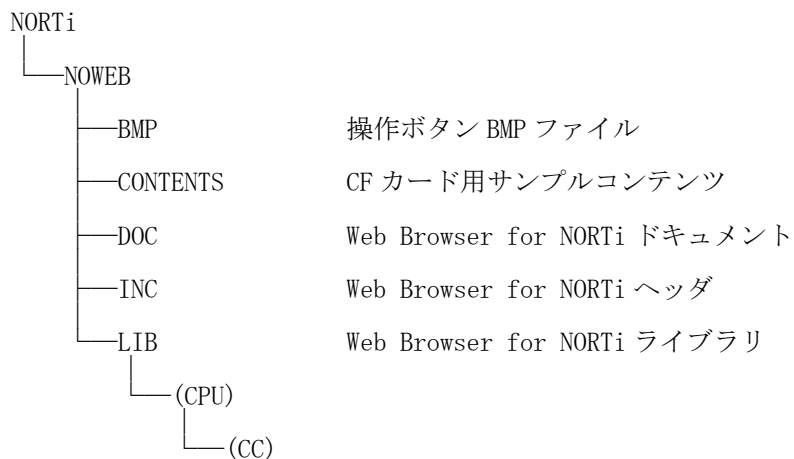 NORTi
NOWEB
BMP 操作ボタン BMP ファイル
CONTENTS CF カード用サンプルコンテンツ
DOC Web Browser for NORTi ドキュメント
INC Web Browser for NORTi ヘッダ
LIB Web Browser for NORTi ライブラリ
(CPU)
(CC)